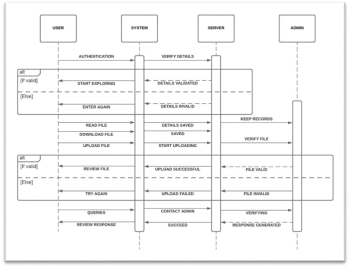 USER
SYSTEM
SERVER
ADMIN
AUTHENTICATION
VERIFY DETAILS
alt
[If valid]
START EXPLORING
DETAILS VALIDATED
[Else]
ENTER AGAIN
DETAILS INVALID
KEEP RECORDS
READ FILE
DETAILS SAVED
DOWNLOAD FILE
SAVED
UPLOAD FILE
START UPLOADING
VERIFY FILE
alt
[If valid]
REVIEW FILE
UPLOAD SUCCESSFUL
FILE VALID
[Else]
TRY AGAIN
UPLOAD FAILED
FILE INVALID
QUERIES
CONTACT ADMIN
VERIFYING
REVIEW RESPONSE
SUCCEED
RESPONSE GENERATED